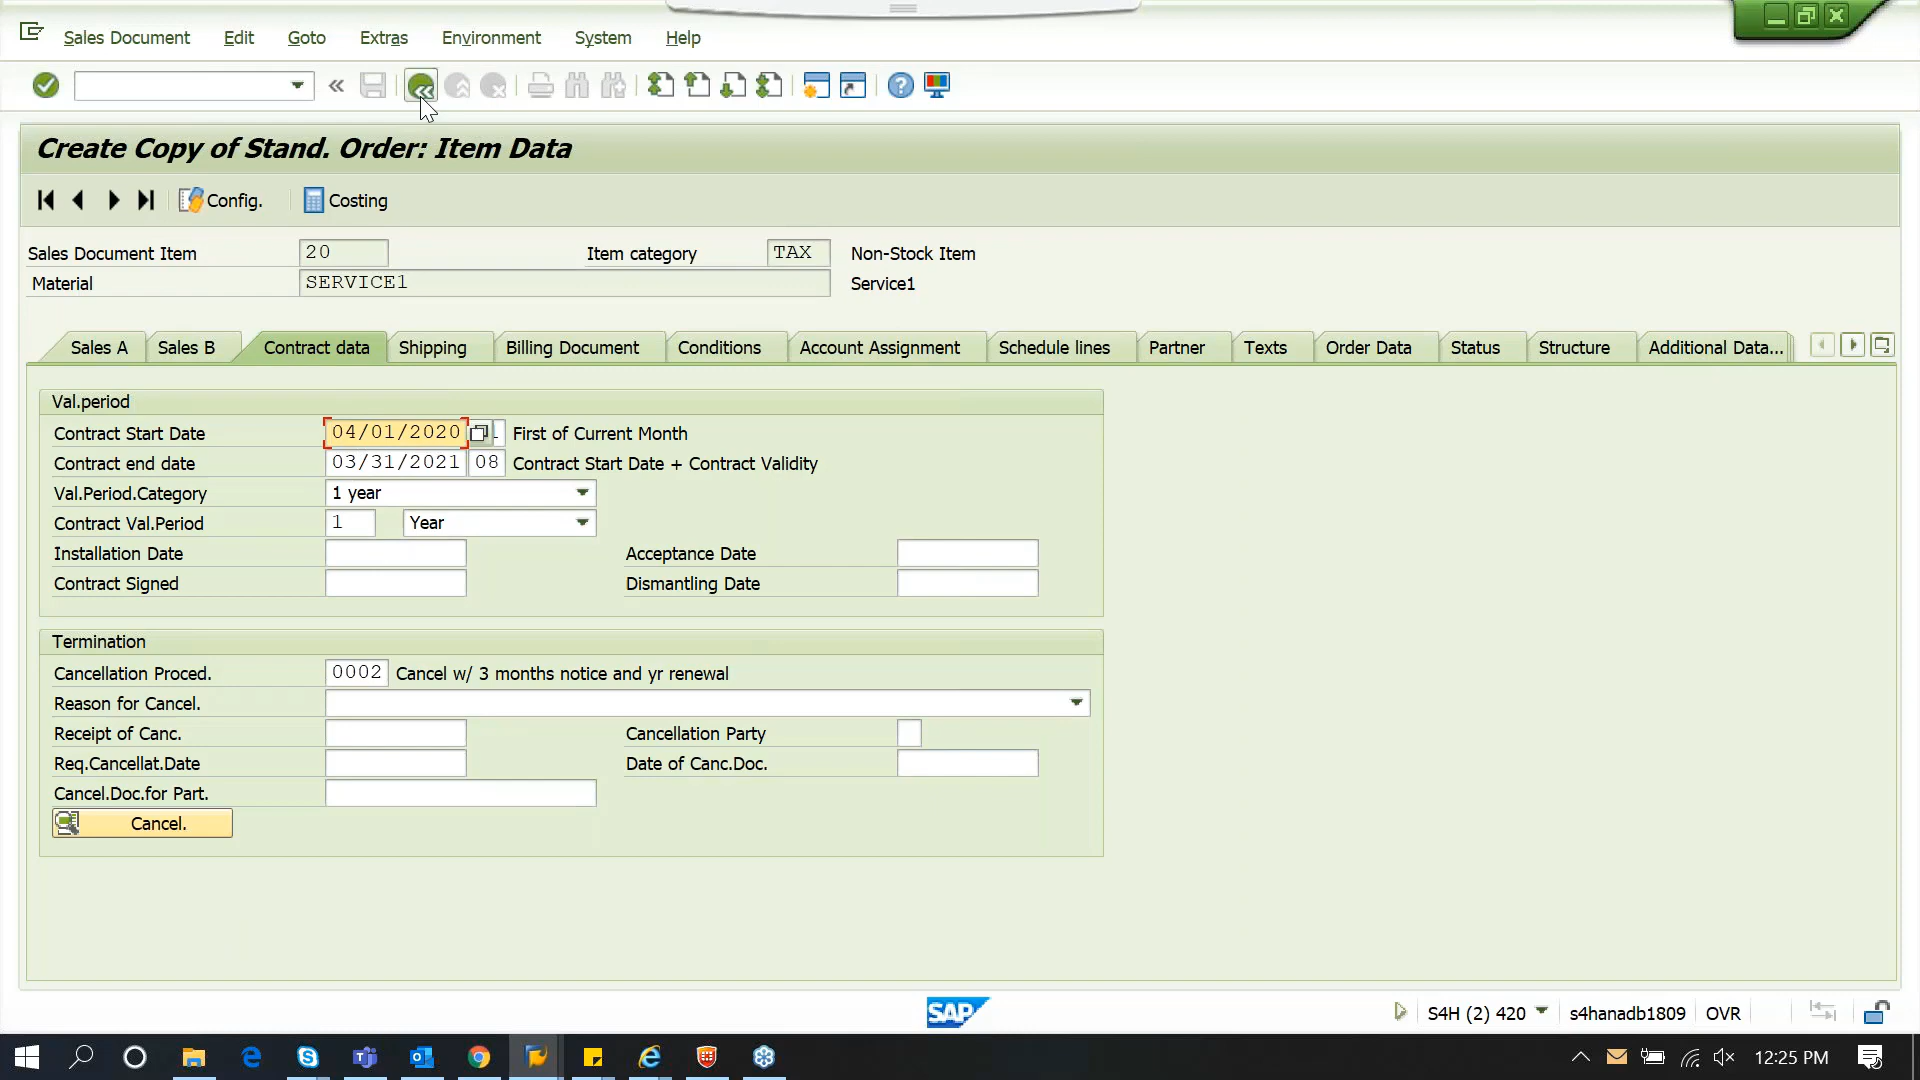 Sales Document Edit Goto Extras Environment System Help
Create Copy of Stand. Order: Item Data
Config. Costing
Sales Document Item 20 Item category TAX Non-Stock Item
Material SERVICE1 Service1
Sales A Sales B Contract data Shipping Billing Document Conditions Account Assignment Schedule lines Partner Texts Order Data Status Structure Additional Data...
Val.period
Contract Start Date 04/01/2020 First of Current Month
Contract end date 03/31/2021 08 Contract Start Date + Contract Validity
Val.Period.Category 1 year
Contract Val.Period 1 Year
Installation Date Acceptance Date
Contract Signed Dismantling Date
Termination
Cancellation Proced. 0002 Cancel w/ 3 months notice and yr renewal
Reason for Cancel.
Receipt of Canc. Cancellation Party
Req.Cancellat.Date Date of Canc.Doc.
Cancel.Doc.for Part.
Cancel.
SAP S4H (2) 420 s4hanadb1809 OVR
12:25 PM